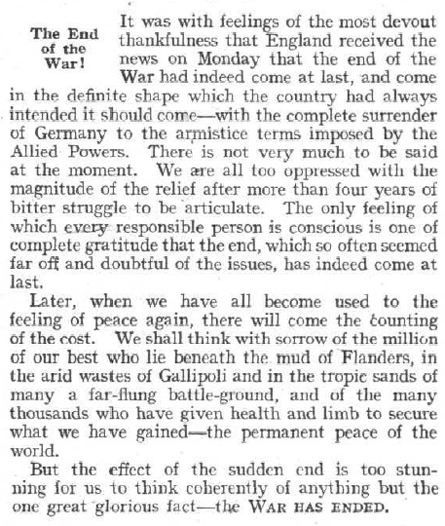 The End
of the
War!
It was with feelings of the most devout
thankfulness that England received the
news on Monday that the end of the
War had indeed come at last, and come
in the definite shape which the country had always
intended it should come—with the complete surrender
of Germany to the armistice terms imposed by the
Allied Powers. There is not very much to be said
at the moment. We are all too oppressed with the
magnitude of the relief after more than four years of
bitter struggle to be articulate. The only feeling of
which every responsible person is conscious is one of
complete gratitude that the end, which so often seemed
far off and doubtful of the issues, has indeed come at
last.
Later, when we have all become used to the
feeling of peace again, there will come the counting
of the cost. We shall think with sorrow of the million
of our best who lie beneath the mud of Flanders, in
the arid wastes of Gallipoli and in the tropic sands of
many a far-flung battle-ground, and of the many
thousands who have given health and limb to secure
what we have gained—the permanent peace of the
world.
But the effect of the sudden end is too stun-
ning for us to think coherently of anything but the
one great glorious fact—the WAR HAS ENDED.